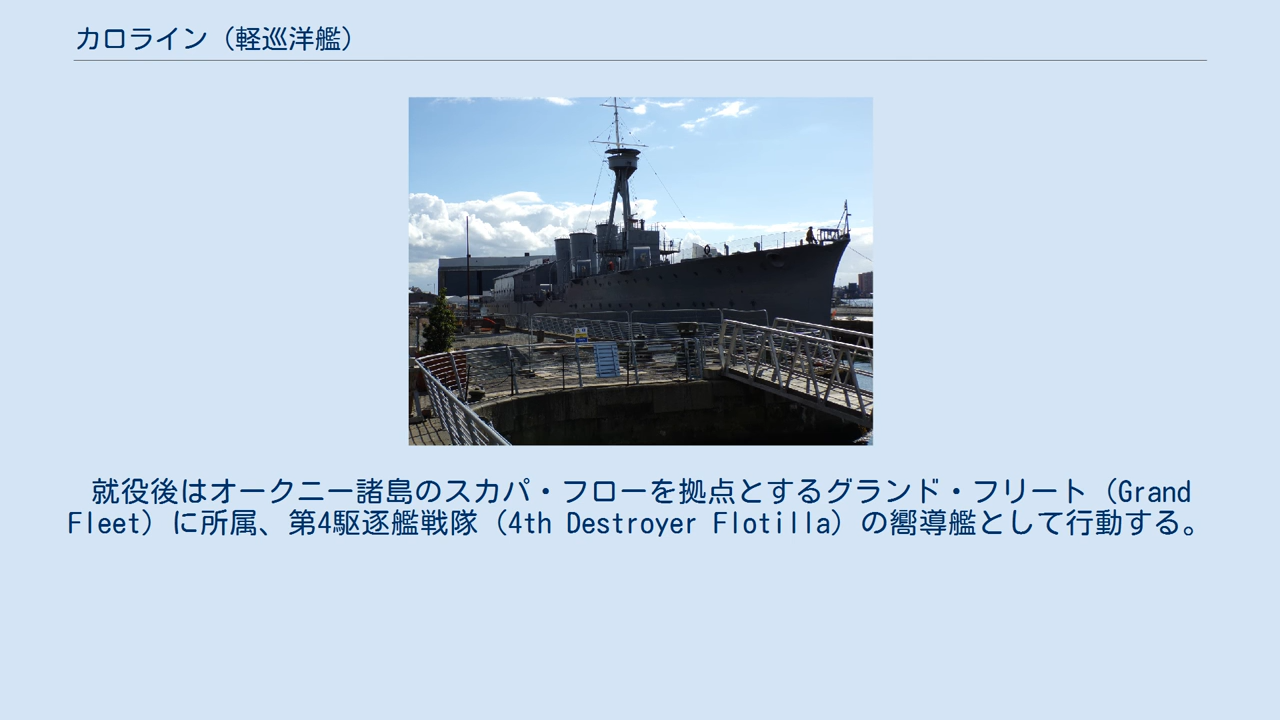 カロライン（軽巡洋艦）
就役後はオークニー諸島のスカパ・フローを拠点とするグランド・フリート（Grand
Fleet）に所属、第4駆逐艦戦隊（4th Destroyer Flotilla）の嚮導艦として行動する。